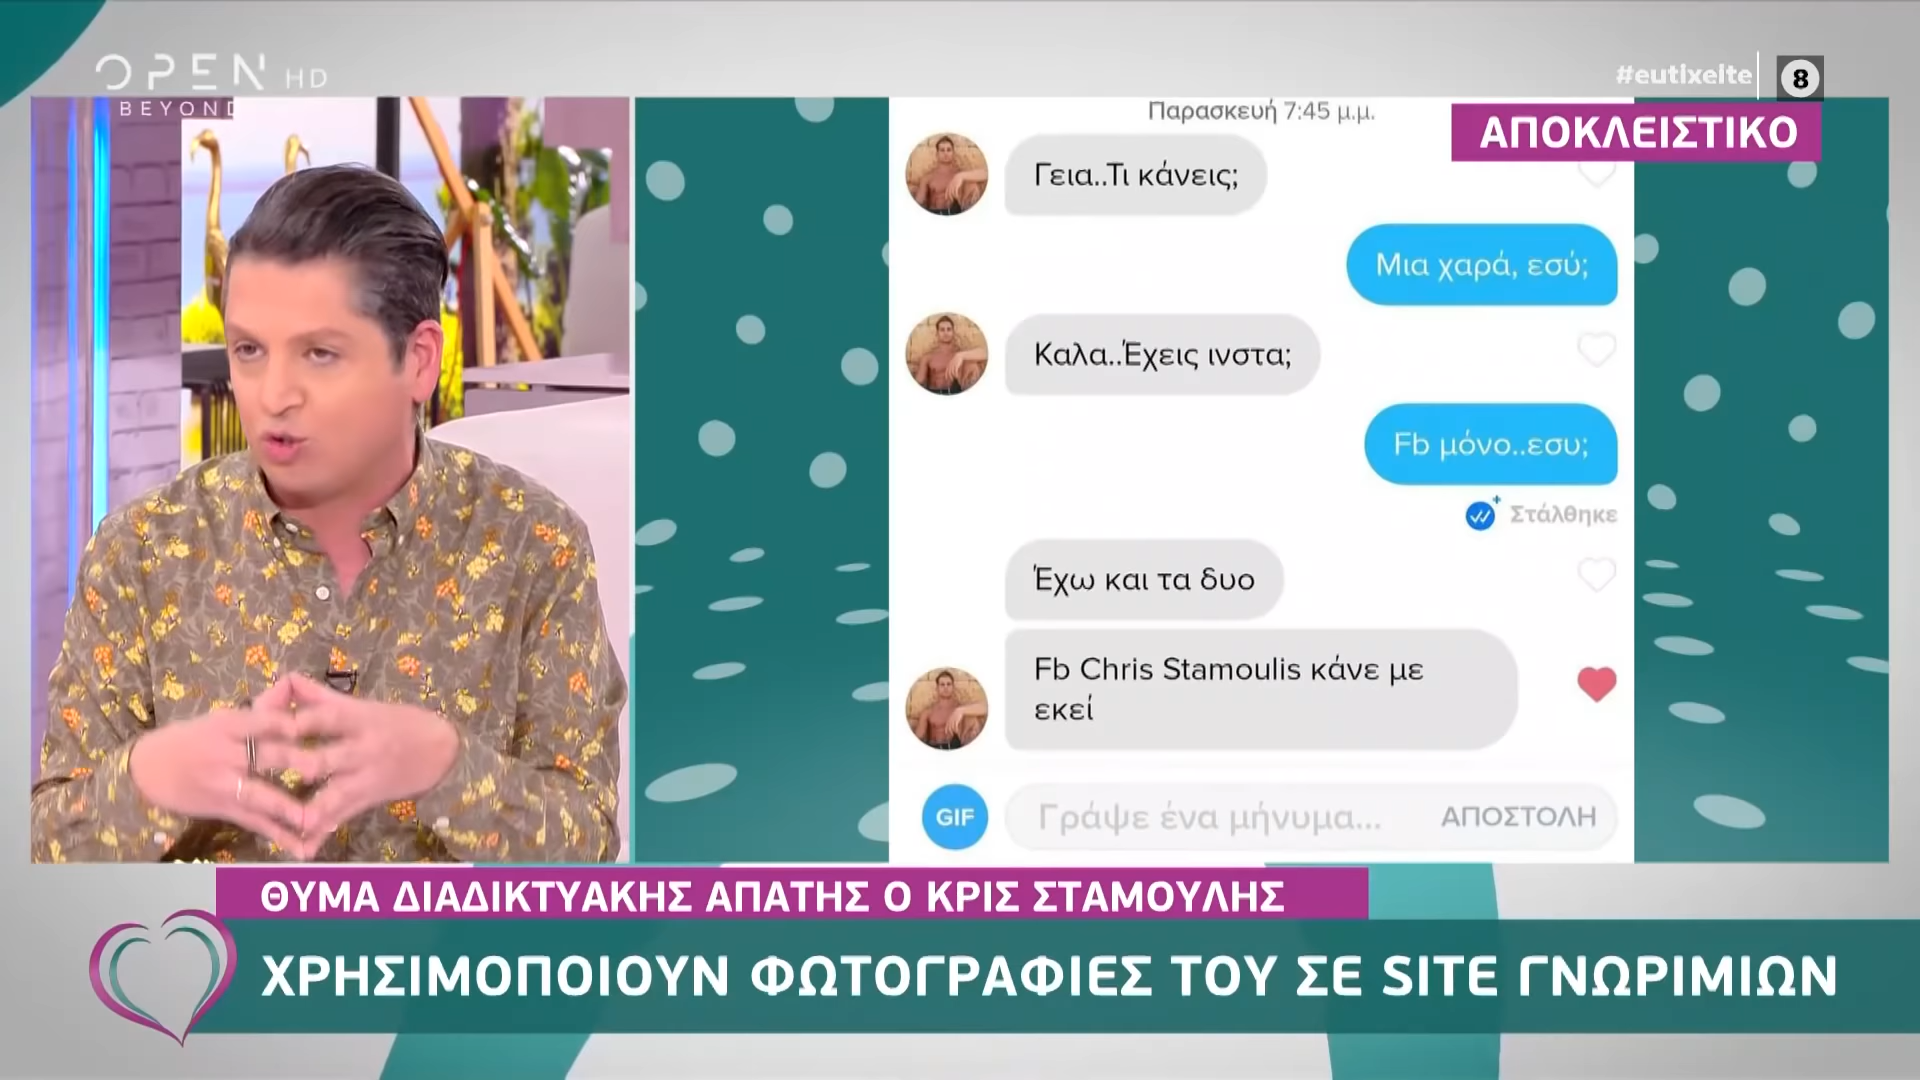 OPEN HD
BEYOND
#eutixeite
8
ΑΠΟΚΛΕΙΣΤΙΚΟ
Παρασκευή 7:45 μ.μ.
Γεια..Τι κάνεις;
Μια χαρά, εσύ;
Καλα..Έχεις ινστα;
Fb μόνο..εσυ;
Στάλθηκε
Έχω και τα δυο
Fb Chris Stamoulis κάνε με
εκεί
GIF
Γράψε ένα μήνυμα...
ΑΠΟΣΤΟΛΗ
ΘΥΜΑ ΔΙΑΔΙΚΤΥΑΚΗΣ ΑΠΑΤΗΣ Ο ΚΡΙΣ ΣΤΑΜΟΥΛΗΣ
ΧΡΗΣΙΜΟΠΟΙΟΥΝ ΦΩΤΟΓΡΑΦΙΕΣ ΤΟΥ ΣΕ SITE ΓΝΩΡΙΜΙΩΝ